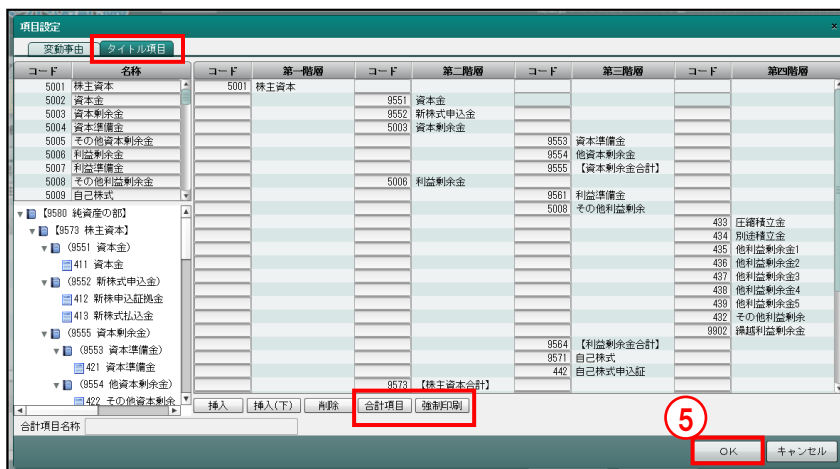 項目設定
×
変動事由 タイトル項目
コード 名称 コード 第一階層 コード 第二階層 コード 第三階層 コード 第四階層
5001 株主資本
5002 資本金
5003 資本剰余金
5004 資本準備金
5005 その他資本剰余金
5006 利益剰余金
5007 利益準備金
5008 その他利益剰余金
5009 自己株式
【9580 純資産の部】
【9573 株主資本】
(9551 資本金)
411 資本金
(9552 新株式申込金)
412 新株申込証拠金
413 新株式払込金
(9555 資本剰余金)
(9553 資本準備金)
421 資本準備金
(9554 他資本剰余金)
422 その他資本剰余
5001 株主資本
9551 資本金
9552 新株式申込金
5003 資本剰余金
9553 資本準備金
9554 他資本剰余金
9555 【資本剰余金合計】
5006 利益剰余金
9561 利益準備金
5008 その他利益剰余
433 圧縮積立金
434 別途積立金
435 他利益剰余金1
436 他利益剰余金2
437 他利益剰余金3
438 他利益剰余金4
439 他利益剰余金5
432 その他利益剰余
9902 繰越利益剰余金
9564 【利益剰余金合計】
9571 自己株式
442 自己株式申込証
9573 【株主資本合計】
挿入 挿入(下) 削除 合計項目 強制印刷
合計項目名称
⑤
OK キャンセル